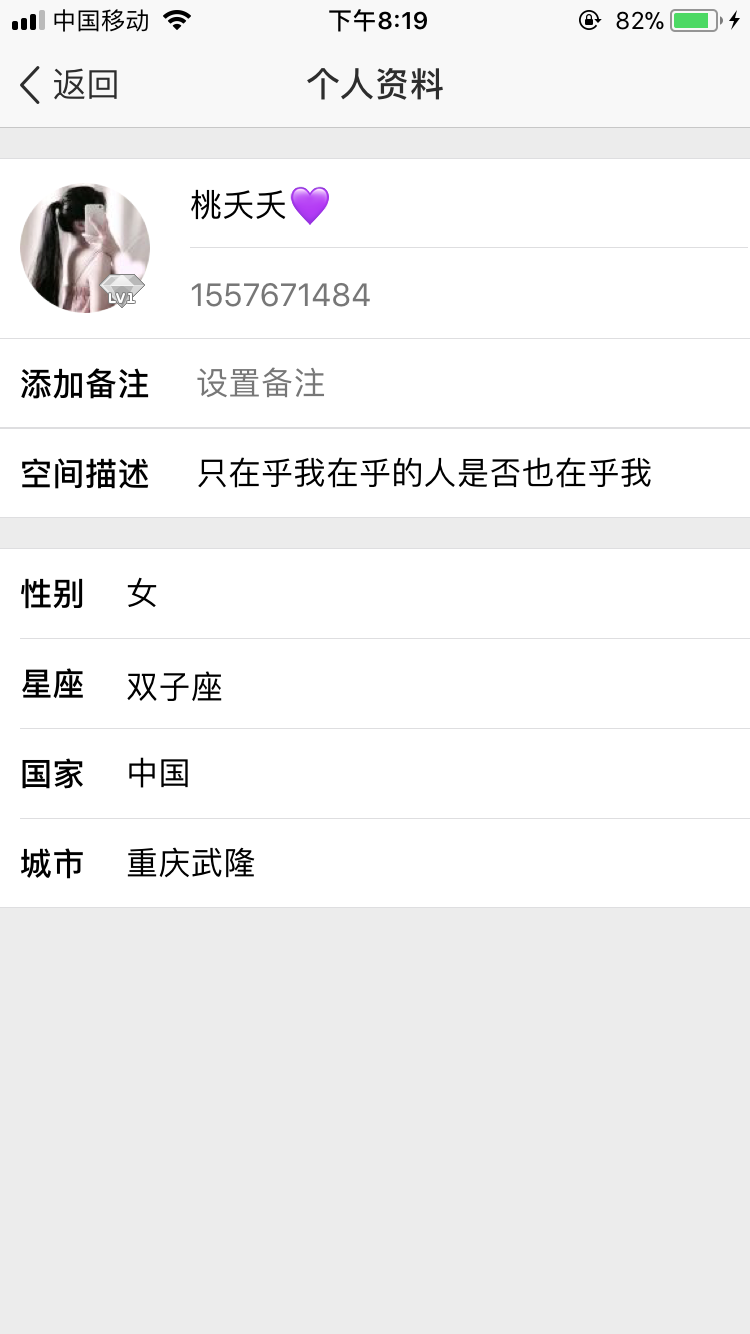 中国移动 下午8:19 82%
返回 个人资料
桃夭夭💜
1557671484
LV1
添加备注 设置备注
空间描述 只在乎我在乎的人是否也在乎我
性别 女
星座 双子座
国家 中国
城市 重庆武隆